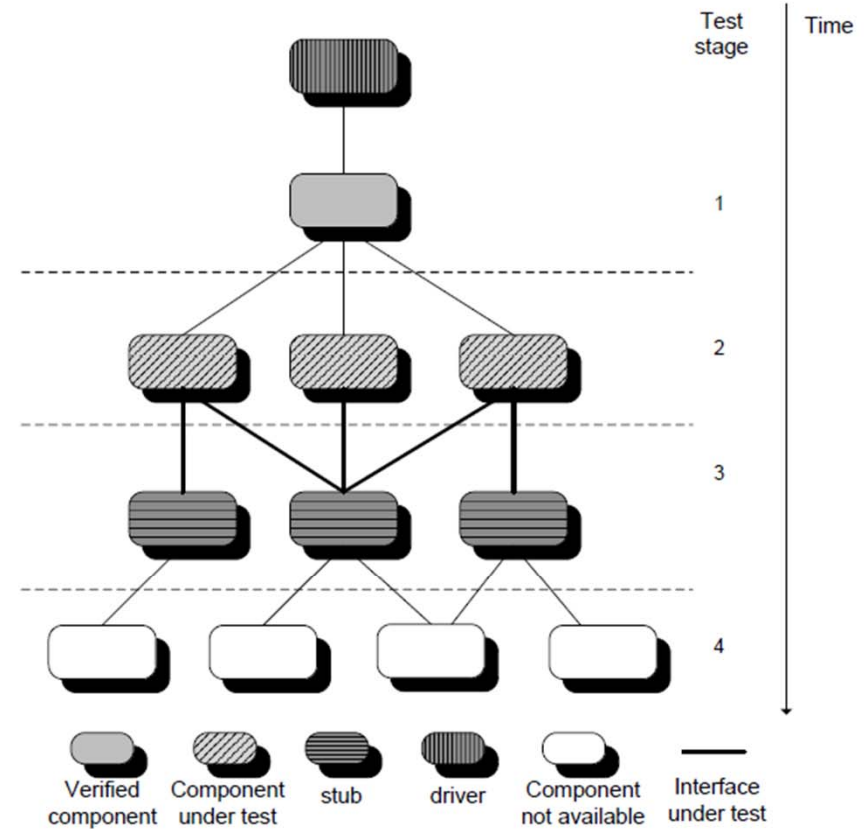 Test
stage
Time
1
2
3
4
Verified
component
Component
under test
stub
driver
Component
not available
Interface
under test